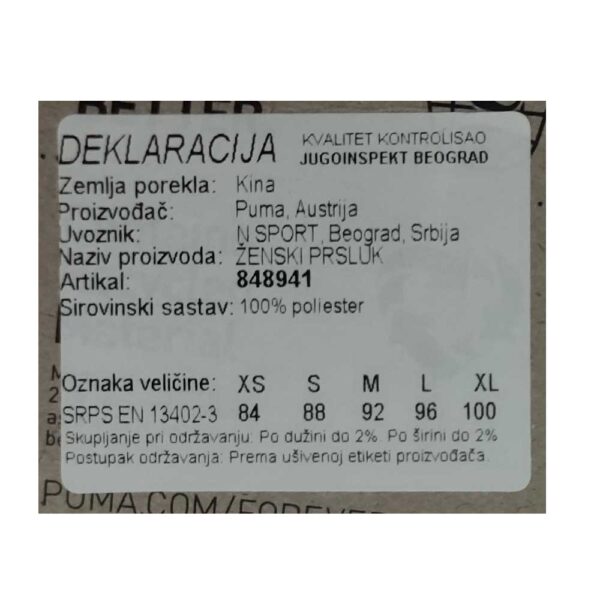 BETTER
DEKLARACIJA
KVALITET KONTROLISAO
JUGOINSPEKT BEOGRAD
Zemlja porekla: Kina
Proizvođač: Puma, Austrija
Uvoznik: N SPORT, Beograd, Srbija
Naziv proizvoda: ŽENSKI PRSLUK
Artikal: 848941
Sirovinski sastav: 100% poliester
Oznaka veličine: XS S M L XL
SRPS EN 13402-3 84 88 92 96 100
Skupljanje pri održavanju: Po dužini do 2% Po širini do 2%
Postupak održavanja: Prema ušivenoj etiketi proizvođača.
PUMA.COM/FOREVER